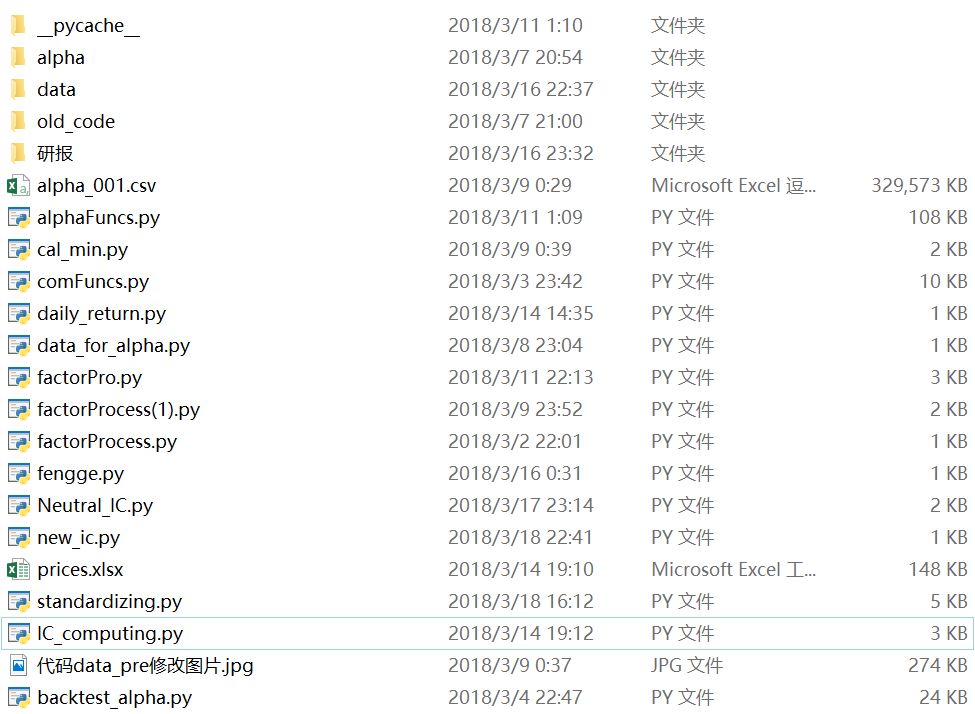 __pycache__ 2018/3/11 1:10 文件夹
alpha 2018/3/7 20:54 文件夹
data 2018/3/16 22:37 文件夹
old_code 2018/3/7 21:00 文件夹
研报 2018/3/16 23:32 文件夹
alpha_001.csv 2018/3/9 0:29 Microsoft Excel 逗... 329,573 KB
alphaFuncs.py 2018/3/11 1:09 PY 文件 108 KB
cal_min.py 2018/3/9 0:39 PY 文件 2 KB
comFuncs.py 2018/3/3 23:42 PY 文件 10 KB
daily_return.py 2018/3/14 14:35 PY 文件 1 KB
data_for_alpha.py 2018/3/8 23:04 PY 文件 1 KB
factorPro.py 2018/3/11 22:13 PY 文件 3 KB
factorProcess(1).py 2018/3/9 23:52 PY 文件 2 KB
factorProcess.py 2018/3/2 22:01 PY 文件 1 KB
fengge.py 2018/3/16 0:31 PY 文件 1 KB
Neutral_IC.py 2018/3/17 23:14 PY 文件 2 KB
new_ic.py 2018/3/18 22:41 PY 文件 1 KB
prices.xlsx 2018/3/14 19:10 Microsoft Excel 工... 148 KB
standardizing.py 2018/3/18 16:12 PY 文件 5 KB
IC_computing.py 2018/3/14 19:12 PY 文件 3 KB
代码data_pre修改图片.jpg 2018/3/9 0:37 JPG 文件 274 KB
backtest_alpha.py 2018/3/4 22:47 PY 文件 24 KB